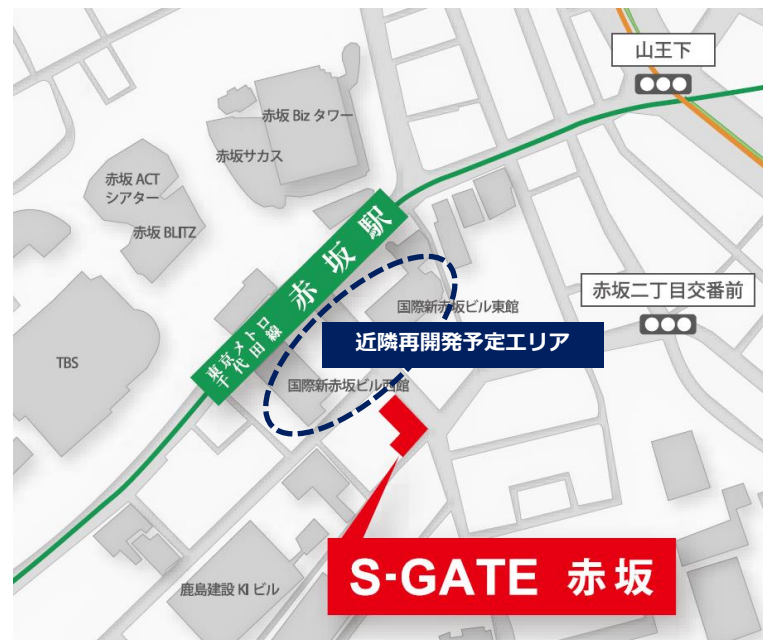 山王下
赤坂 Biz タワー
赤坂サカス
赤坂 ACT
シアター
赤坂 BLITZ
東京メトロ
千代田線
赤坂駅
国際新赤坂ビル東館
赤坂二丁目交番前
近隣再開発予定エリア
TBS
国際新赤坂ビル西館
S-GATE 赤坂
鹿島建設 KI ビル